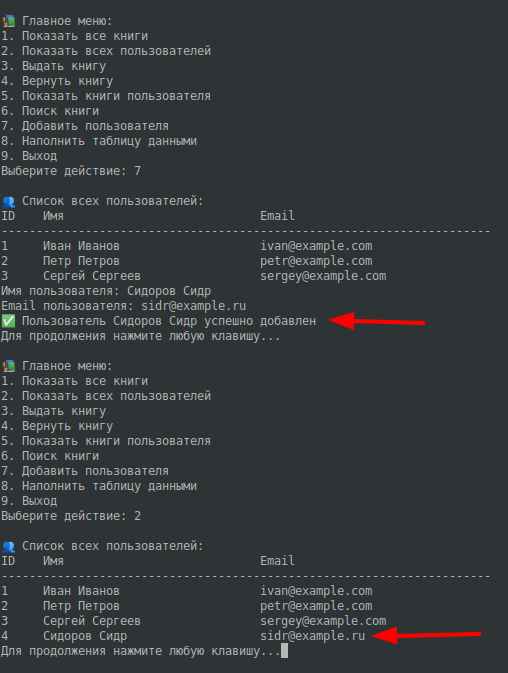 Главное меню:
1. Показать все книги
2. Показать всех пользователей
3. Выдать книгу
4. Вернуть книгу
5. Показать книги пользователя
6. Поиск книги
7. Добавить пользователя
8. Наполнить таблицу данными
9. Выход
Выберите действие: 7
Список всех пользователей:
ID Имя Email
----------------------------------------------------------------------
1 Иван Иванов ivan@example.com
2 Петр Петров petr@example.com
3 Сергей Сергеев sergey@example.com
Имя пользователя: Сидоров Сидр
Email пользователя: sidr@example.ru
✅ Пользователь Сидоров Сидр успешно добавлен
Для продолжения нажмите любую клавишу...
Главное меню:
1. Показать все книги
2. Показать всех пользователей
3. Выдать книгу
4. Вернуть книгу
5. Показать книги пользователя
6. Поиск книги
7. Добавить пользователя
8. Наполнить таблицу данными
9. Выход
Выберите действие: 2
Список всех пользователей:
ID Имя Email
----------------------------------------------------------------------
1 Иван Иванов ivan@example.com
2 Петр Петров petr@example.com
3 Сергей Сергеев sergey@example.com
4 Сидоров Сидр sidr@example.ru
Для продолжения нажмите любую клавишу...